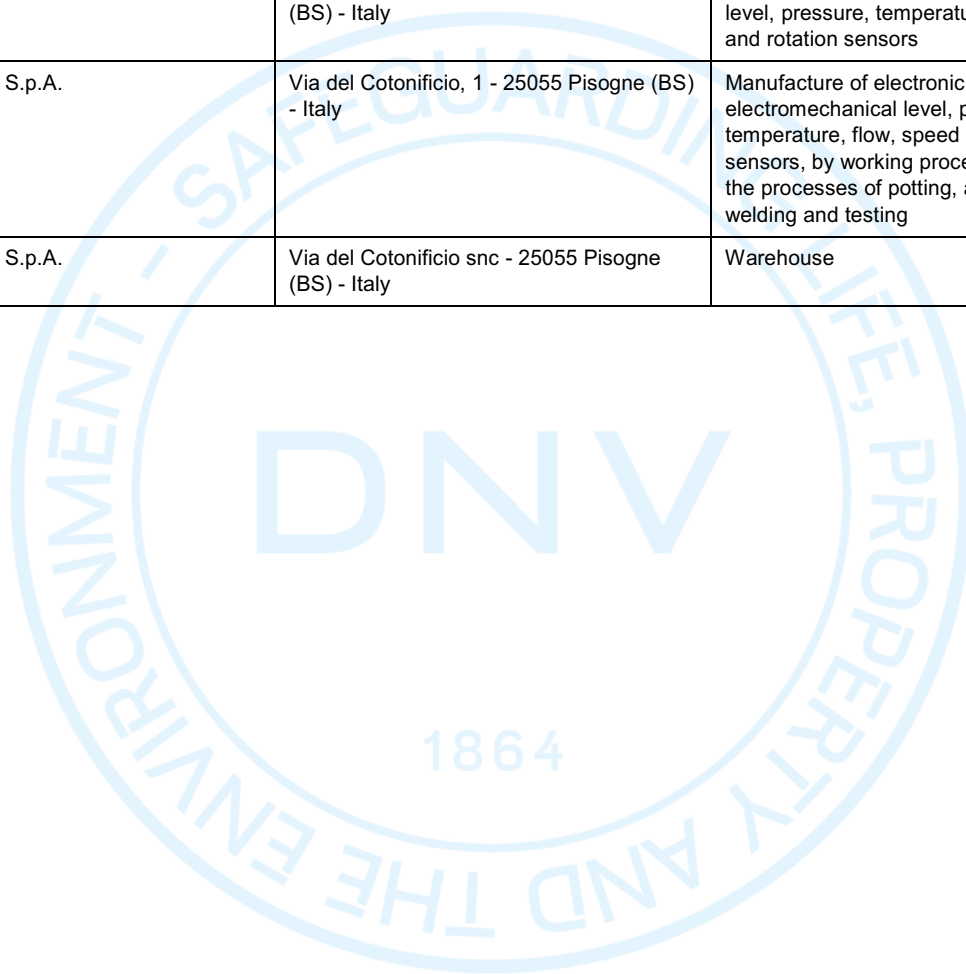 (BS) - Italy
level, pressure,
and rotation sensors
S.p.A.
Via del Cotonificio, 1 - 25055 Pisogne (BS)
- Italy
Manufacture of electronic
electromechanical level,
temperature, flow, speed
sensors, by working
the processes of potting,
welding and testing
S.p.A.
Via del Cotonificio snc - 25055 Pisogne
(BS) - Italy
Warehouse
SAFEGUARDING LIFE, PROPERTY AND THE ENVIRONMENT -
DNV
1864